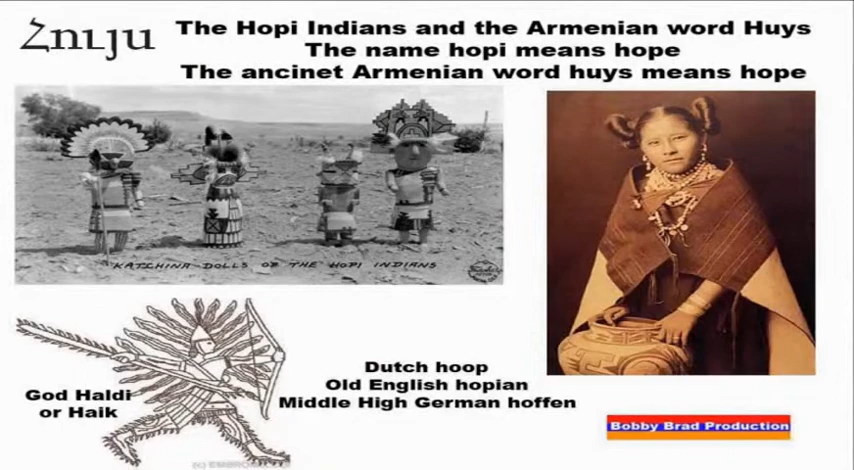 Հույս
The Hopi Indians and the Armenian word Huys
The name hopi means hope
The ancinet Armenian word huys means hope
KATCHINA DOLLS OF THE HOPI INDIANS
God Haldi
or Haik
Dutch hoop
Old English hopian
Middle High German hoffen
Bobby Brad Production